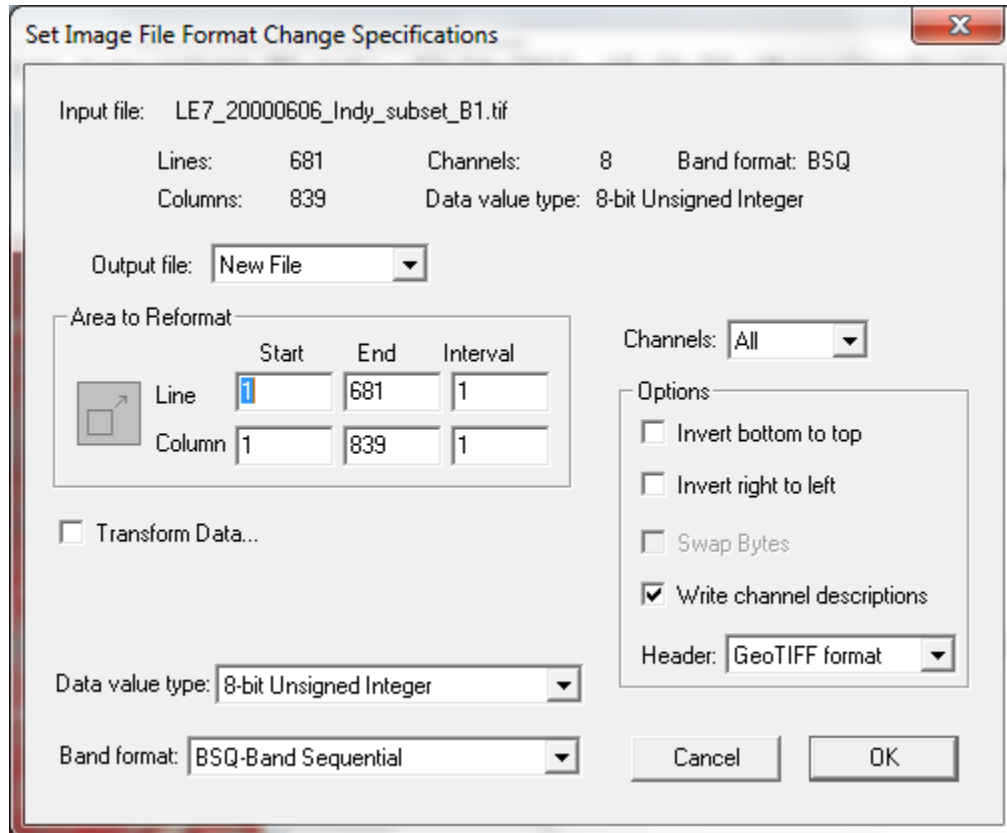 Set Image File Format Change Specifications
Input file: LE7_20000606_Indy_subset_B1.tif
Lines: 681 Channels: 8 Band format: BSQ
Columns: 839 Data value type: 8-bit Unsigned Integer
Output file: New File
Area to Reformat
Start End Interval
Line 1 681 1
Column 1 839 1
Channels: All
Options
Invert bottom to top
Invert right to left
Swap Bytes
Write channel descriptions
Header: GeoTIFF format
Transform Data...
Data value type: 8-bit Unsigned Integer
Band format: BSQ-Band Sequential
Cancel OK